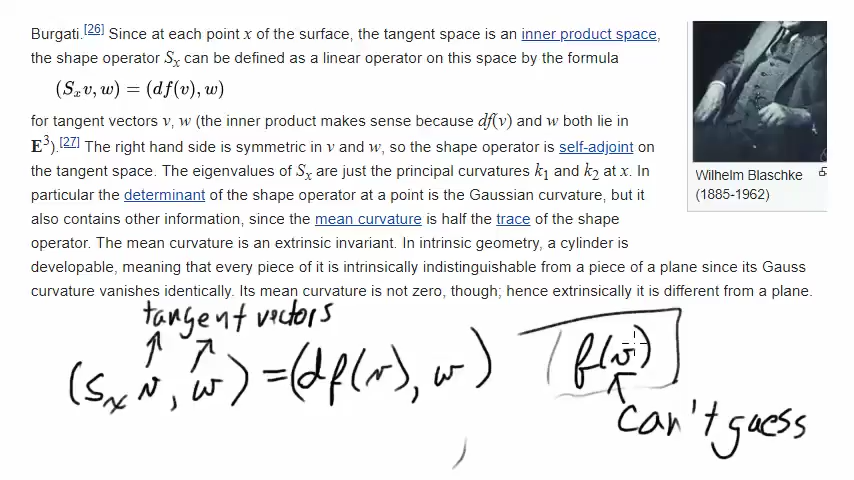 Burgati.[26] Since at each point x of the surface, the tangent space is an inner product space,
the shape operator Sₓ can be defined as a linear operator on this space by the formula
(Sₓv, w) = (df(v), w)
for tangent vectors v, w (the inner product makes sense because df(v) and w both lie in
E³).[27] The right hand side is symmetric in v and w, so the shape operator is self-adjoint on
the tangent space. The eigenvalues of Sₓ are just the principal curvatures k₁ and k₂ at x. In
particular the determinant of the shape operator at a point is the Gaussian curvature, but it
also contains other information, since the mean curvature is half the trace of the shape
operator. The mean curvature is an extrinsic invariant. In intrinsic geometry, a cylinder is
developable, meaning that every piece of it is intrinsically indistinguishable from a piece of a plane since its Gauss
curvature vanishes identically. Its mean curvature is not zero, though; hence extrinsically it is different from a plane.
Wilhelm Blaschke
(1885-1962)
tangent vectors
(Sₓ v, w) = (df(v), w)
f(v)
can't guess